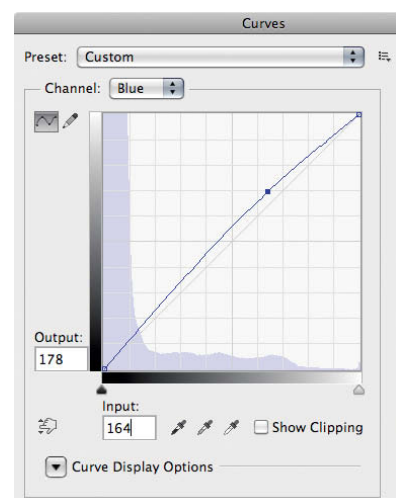 Curves
Preset: Custom
Channel: Blue
Output:
178
Input:
164
Show Clipping
Curve Display Options